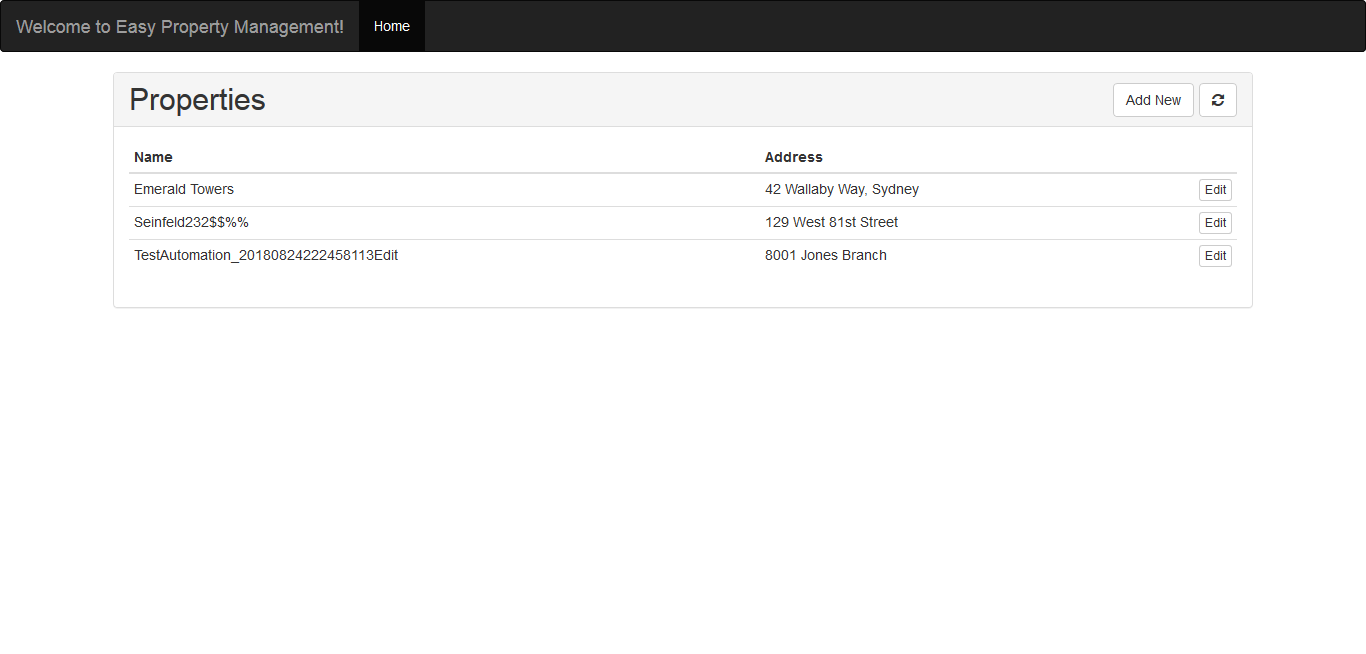 Welcome to Easy Property Management! Home
Properties Add New
Name Address
Emerald Towers 42 Wallaby Way, Sydney Edit
Seinfeld232$$%% 129 West 81st Street Edit
TestAutomation_20180824222458113Edit 8001 Jones Branch Edit